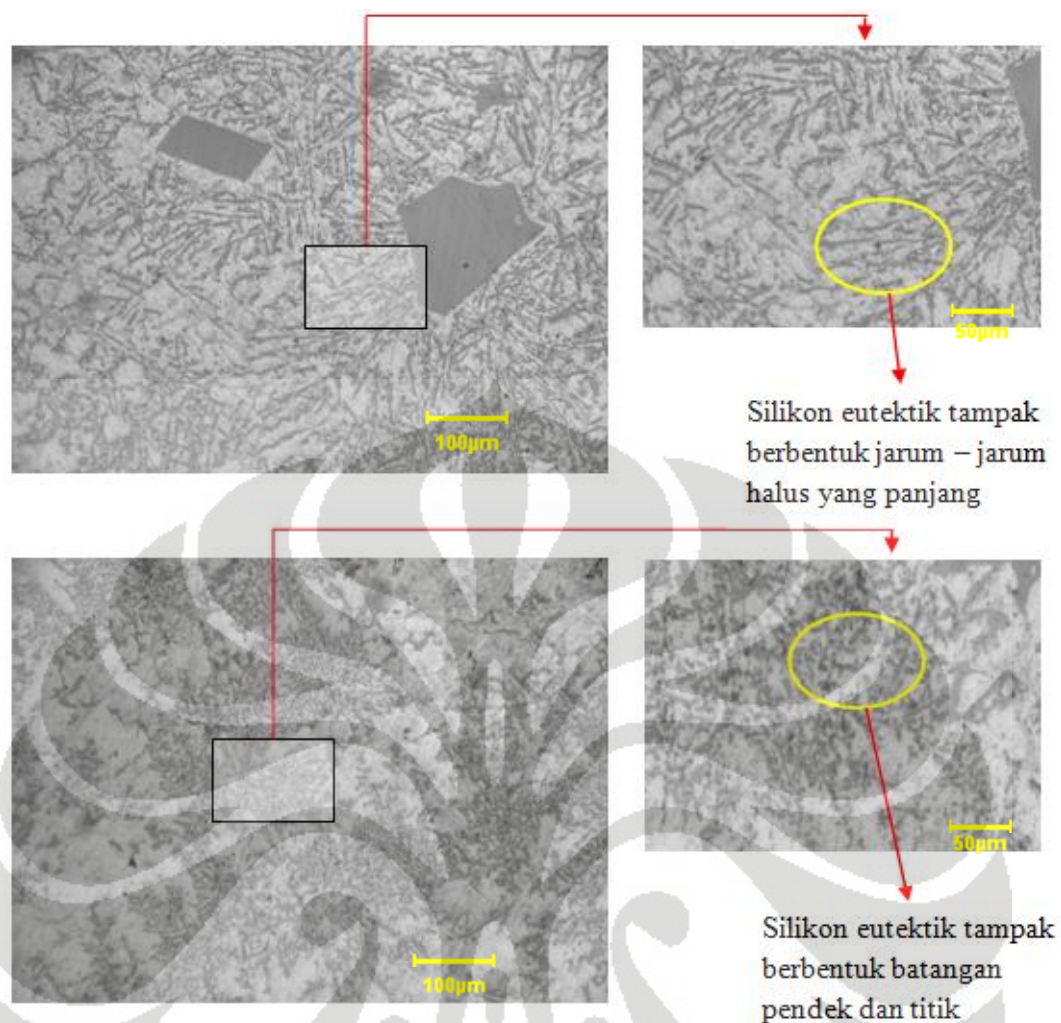 50µm
100µm
Silikon eutektik tampak
berbentuk jarum – jarum
halus yang panjang
50µm
100µm
Silikon eutektik tampak
berbentuk batangan
pendek dan titik